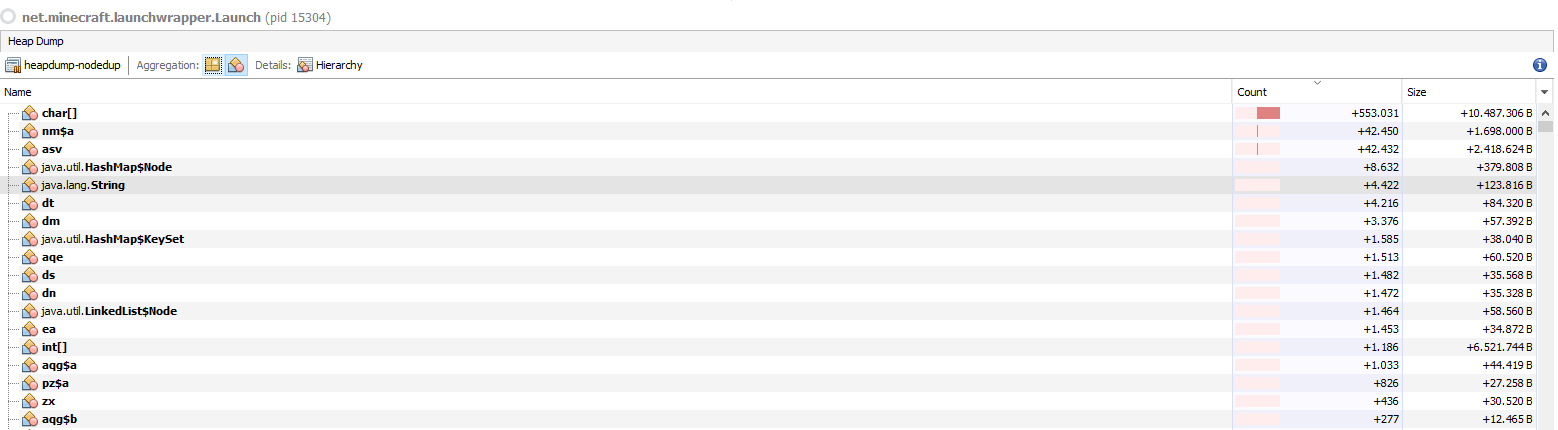 net.minecraft.launchwrapper.Launch (pid 15304)
Heap Dump
heapdump-nodedup Aggregation: Details: Hierarchy
Name Count Size
char[] +553.031 +10.487.306 B
nm$a +42.450 +1.698.000 B
asv +42.432 +2.418.624 B
java.util.HashMap$Node +8.632 +379.808 B
java.lang.String +4.422 +123.816 B
dt +4.216 +84.320 B
dm +3.376 +57.392 B
java.util.HashMap$KeySet +1.585 +38.040 B
aqe +1.513 +60.520 B
ds +1.482 +35.568 B
dn +1.472 +35.328 B
java.util.LinkedList$Node +1.464 +58.560 B
ea +1.453 +34.872 B
int[] +1.186 +6.521.744 B
aqg$a +1.033 +44.419 B
pz$a +826 +27.258 B
zx +436 +30.520 B
aqg$b +277 +12.465 B